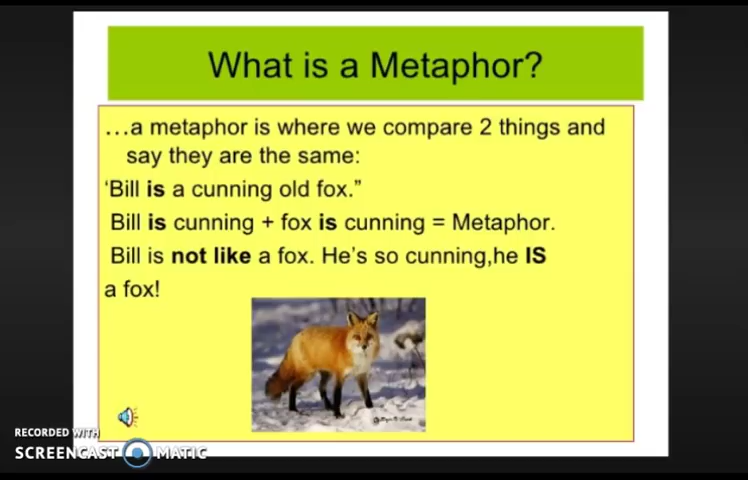 What is a Metaphor?
…a metaphor is where we compare 2 things and
say they are the same:
‘Bill is a cunning old fox.”
Bill is cunning + fox is cunning = Metaphor.
Bill is not like a fox. He’s so cunning,he IS
a fox!
RECORDED WITH
SCREENCAST MATIC